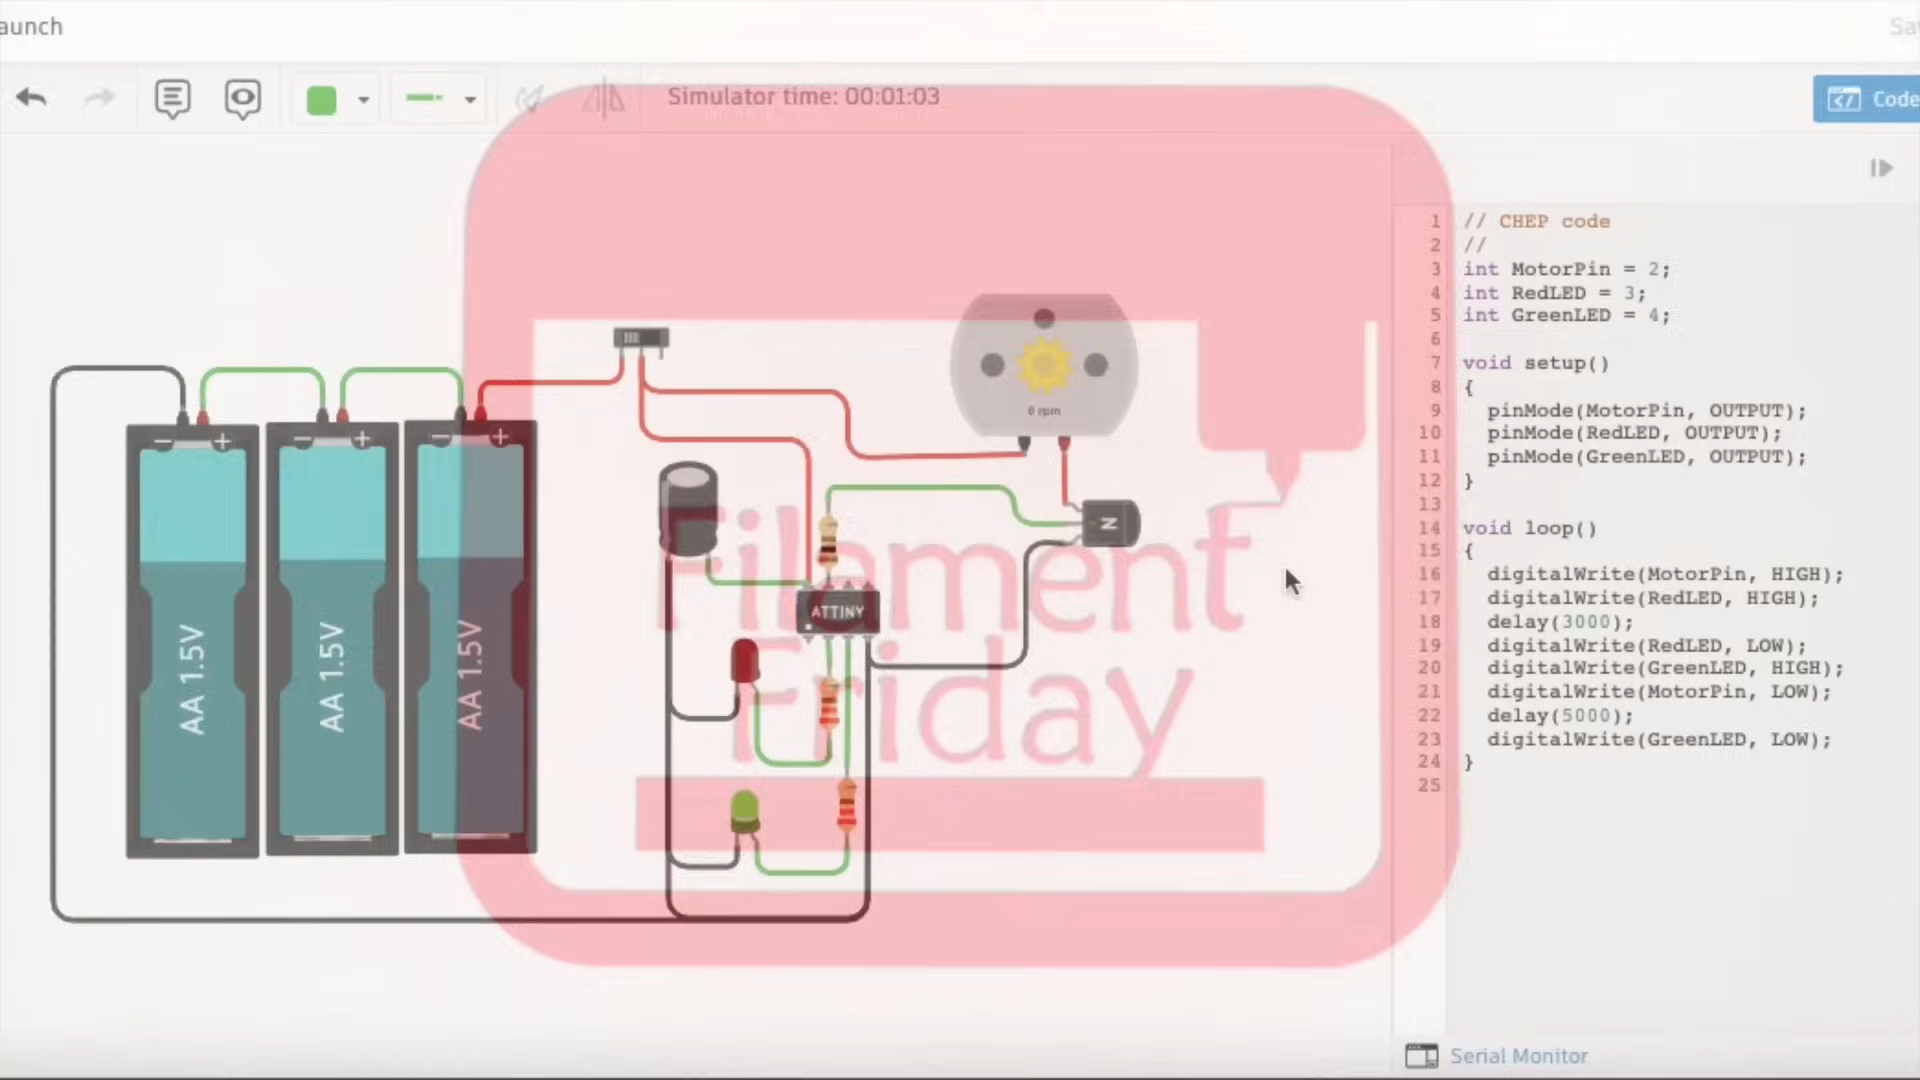 aunch
Sa
Simulator time: 00:01:03
Code
0 rpm
AA 1.5V
AA 1.5V
AA 1.5V
N
ATTINY
Filament
Friday
1 // CHEP code
2 //
3 int MotorPin = 2;
4 int RedLED = 3;
5 int GreenLED = 4;
6
7 void setup()
8 {
9 pinMode(MotorPin, OUTPUT);
10 pinMode(RedLED, OUTPUT);
11 pinMode(GreenLED, OUTPUT);
12 }
13
14 void loop()
15 {
16 digitalWrite(MotorPin, HIGH);
17 digitalWrite(RedLED, HIGH);
18 delay(3000);
19 digitalWrite(RedLED, LOW);
20 digitalWrite(GreenLED, HIGH);
21 digitalWrite(MotorPin, LOW);
22 delay(5000);
23 digitalWrite(GreenLED, LOW);
24 }
25
Serial Monitor